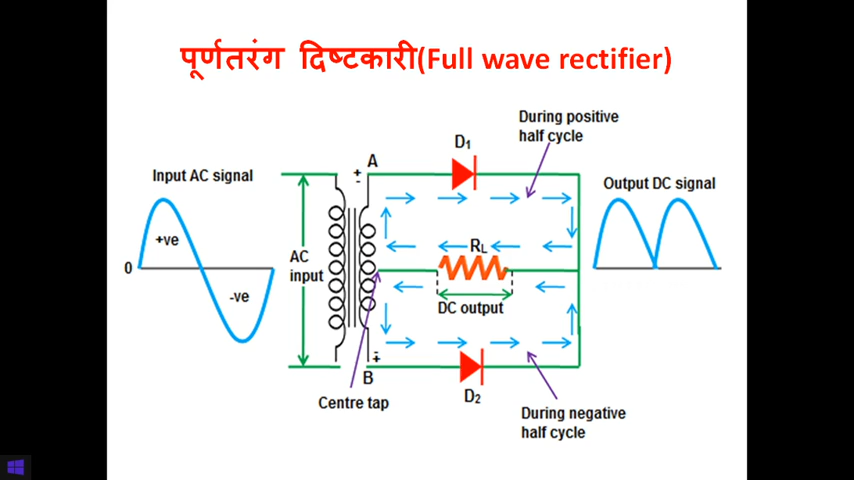 पूर्णतरंग दिष्टकारी(Full wave rectifier)
During positive
half cycle
D1
A
+
-
Input AC signal
Output DC signal
+ve
0
-ve
AC
input
RL
DC output
-
+
B
D2
Centre tap
During negative
half cycle